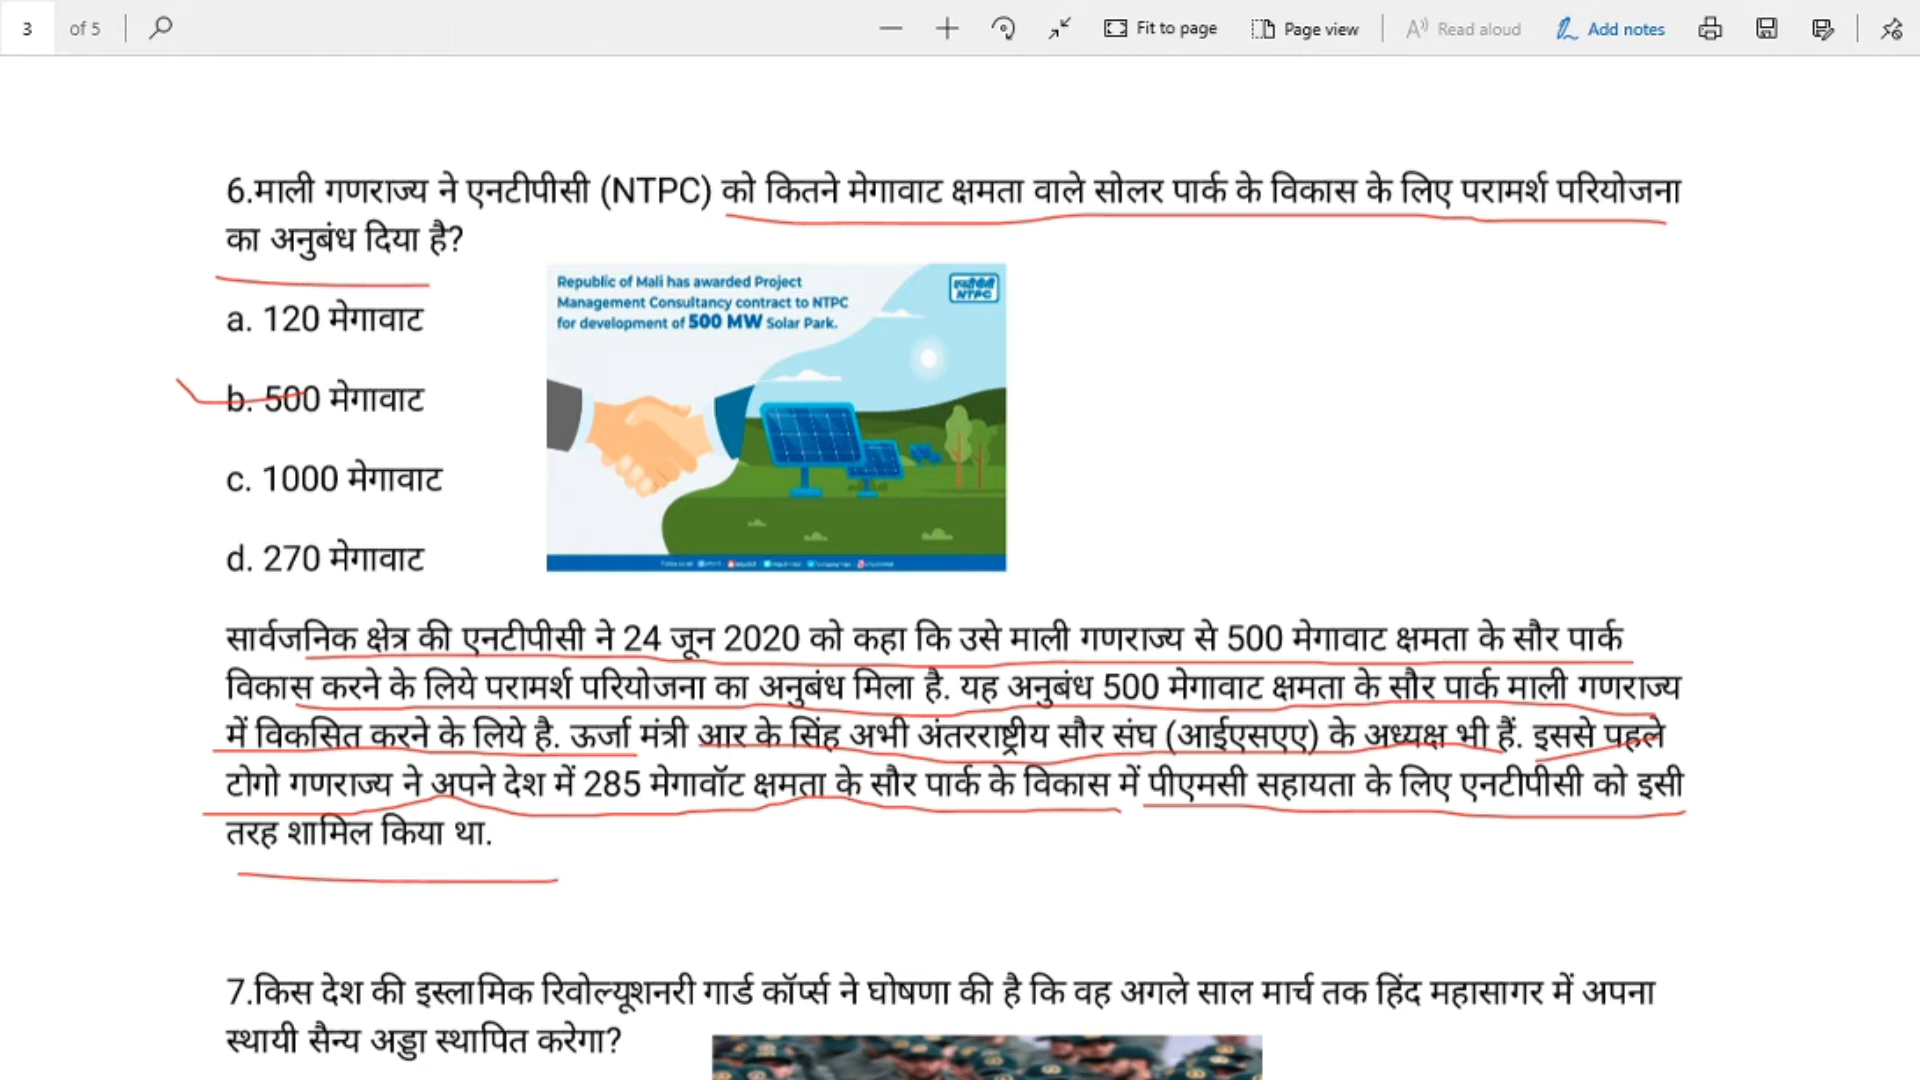 3 of 5 Fit to page Page view Read aloud Add notes
6.माली गणराज्य ने एनटीपीसी (NTPC) को कितने मेगावाट क्षमता वाले सोलर पार्क के विकास के लिए परामर्श परियोजना
का अनुबंध दिया है?
Republic of Mali has awarded Project
Management Consultancy contract to NTPC
for development of 500 MW Solar Park.
एनटीपीसी
NTPC
a. 120 मेगावाट
b. 500 मेगावाट
c. 1000 मेगावाट
d. 270 मेगावाट
सार्वजनिक क्षेत्र की एनटीपीसी ने 24 जून 2020 को कहा कि उसे माली गणराज्य से 500 मेगावाट क्षमता के सौर पार्क
विकास करने के लिये परामर्श परियोजना का अनुबंध मिला है. यह अनुबंध 500 मेगावाट क्षमता के सौर पार्क माली गणराज्य
में विकसित करने के लिये है. ऊर्जा मंत्री आर के सिंह अभी अंतरराष्ट्रीय सौर संघ (आईएसएए) के अध्यक्ष भी हैं. इससे पहले
टोगो गणराज्य ने अपने देश में 285 मेगावॉट क्षमता के सौर पार्क के विकास में पीएमसी सहायता के लिए एनटीपीसी को इसी
तरह शामिल किया था.
7.किस देश की इस्लामिक रिवोल्यूशनरी गार्ड कॉर्प्स ने घोषणा की है कि वह अगले साल मार्च तक हिंद महासागर में अपना
स्थायी सैन्य अड्डा स्थापित करेगा?